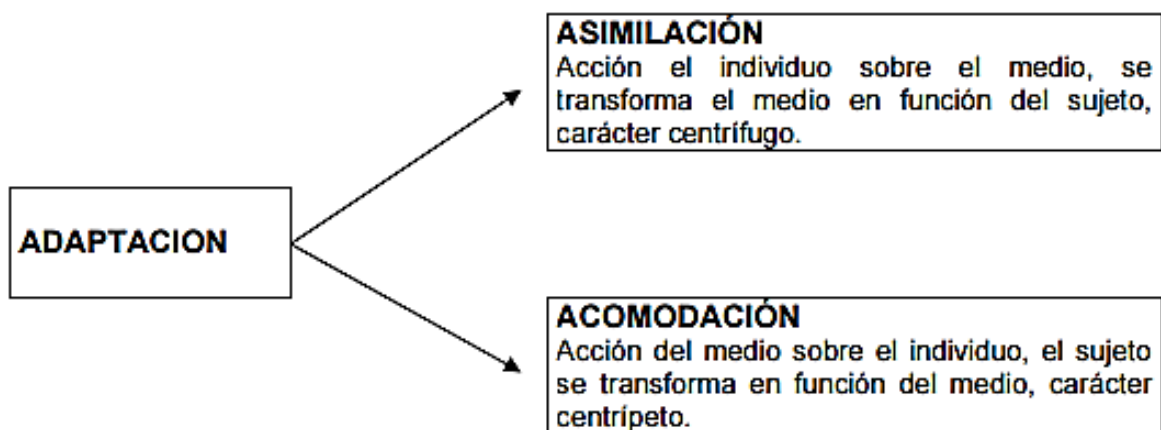 ASIMILACIÓN
Acción el individuo sobre el medio, se
transforma el medio en función del sujeto,
carácter centrífugo.
ADAPTACION
ACOMODACIÓN
Acción del medio sobre el individuo, el sujeto
se transforma en función del medio, carácter
centrípeto.